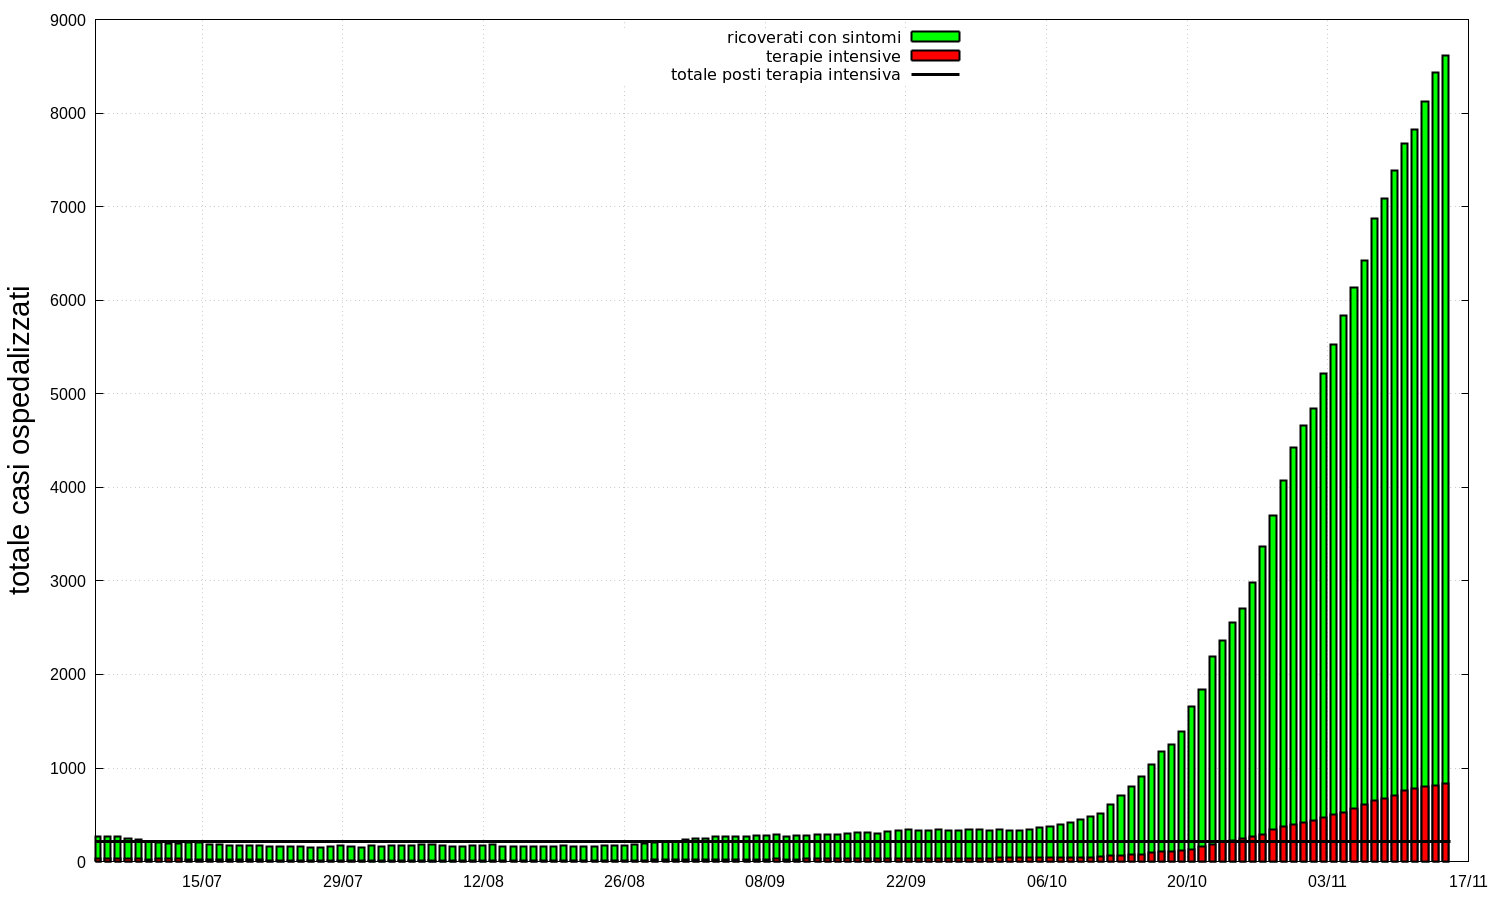 ricoverati con sintomi
terapie intensive
totale posti terapia intensiva
totale casi ospedalizzati
9000
8000
7000
6000
5000
4000
3000
2000
1000
0
15/07 29/07 12/08 26/08 08/09 22/09 06/10 20/10 03/11 17/11